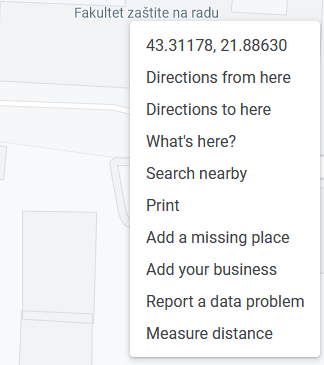 Fakultet zaštite na radu
43.31178, 21.88630
Directions from here
Directions to here
What's here?
Search nearby
Print
Add a missing place
Add your business
Report a data problem
Measure distance